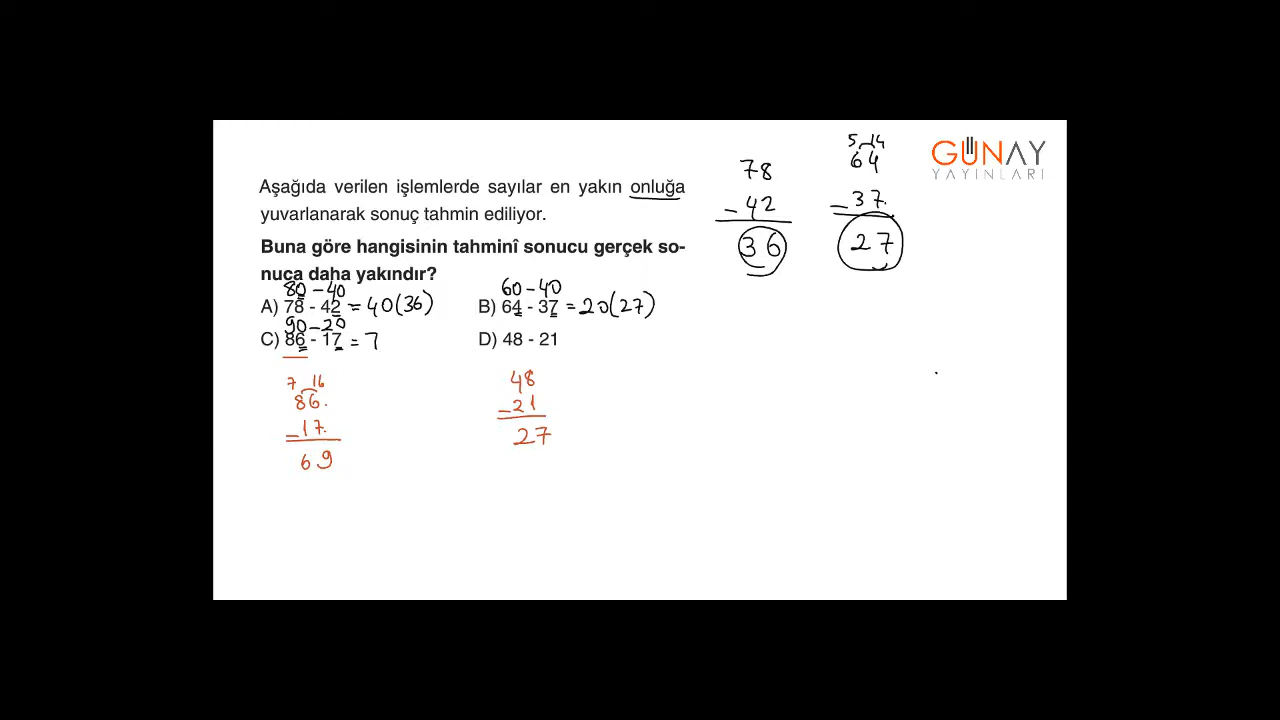 GÜNAY
YAYINLARI
Aşağıda verilen işlemlerde sayılar en yakın onluğa
yuvarlanarak sonuç tahmin ediliyor.
Buna göre hangisinin tahminî sonucu gerçek so-
nuca daha yakındır?
80 - 40
A) 78 - 42 = 40(36)
60 - 40
B) 64 - 37 = 20(27)
90 - 20
C) 86 - 17 = 7
D) 48 - 21
78
- 42
36
5 14
64
- 37
27
7 16
86
- 17
69
48
- 21
27